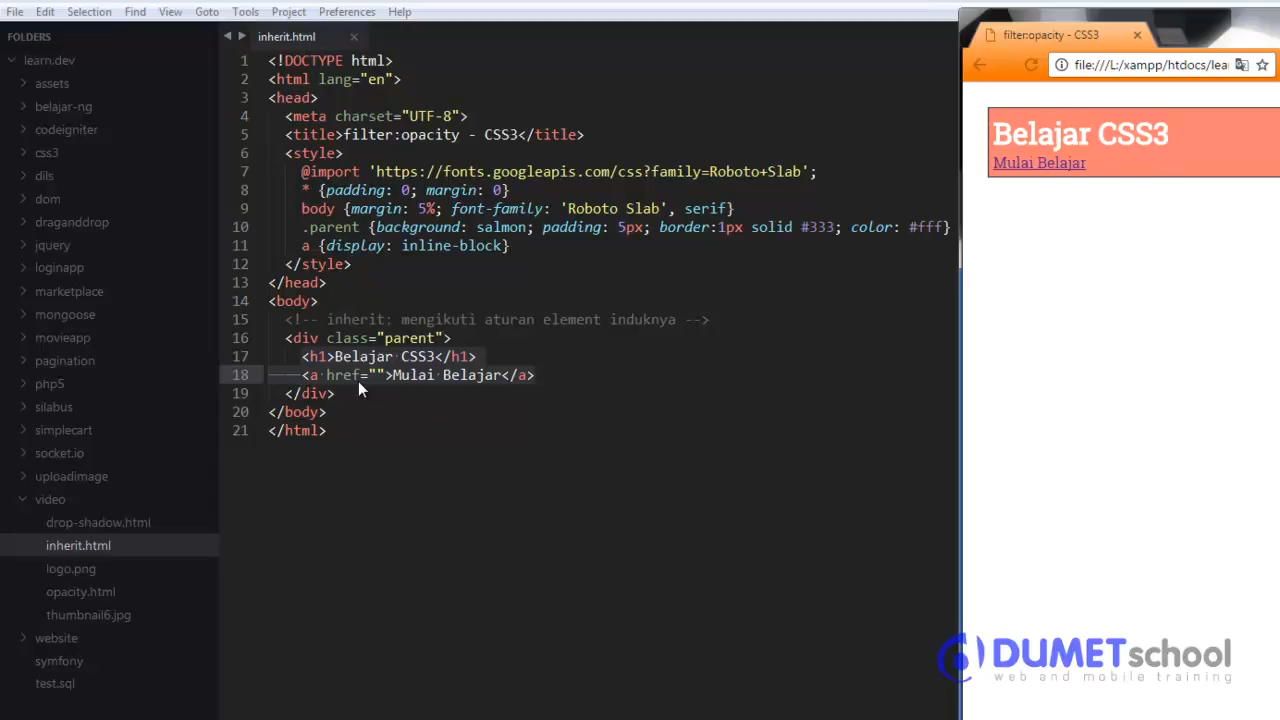 File Edit Selection Find View Goto Tools Project Preferences Help
FOLDERS
learn.dev
assets
belajar-ng
codeigniter
css3
dils
dom
draganddrop
jquery
loginapp
marketplace
mongoose
movieapp
pagination
php5
silabus
simplecart
socket.io
uploadimage
video
drop-shadow.html
inherit.html
logo.png
opacity.html
thumbnail6.jpg
website
symfony
test.sql
inherit.html
1 <!DOCTYPE html>
2 <html lang="en">
3 <head>
4 <meta charset="UTF-8">
5 <title>filter:opacity - CSS3</title>
6 <style>
7 @import 'https://fonts.googleapis.com/css?family=Roboto+Slab';
8 * {padding: 0; margin: 0}
9 body {margin: 5%; font-family: 'Roboto Slab', serif}
10 .parent {background: salmon; padding: 5px; border:1px solid #333; color: #fff}
11 a {display: inline-block}
12 </style>
13 </head>
14 <body>
15 <!-- inherit: mengikuti aturan element induknya -->
16 <div class="parent">
17 <h1>Belajar CSS3</h1>
18 <a href="">Mulai Belajar</a>
19 </div>
20 </body>
21 </html>
filter:opacity - CSS3
file:///L:/xampp/htdocs/lear
Belajar CSS3
Mulai Belajar
DUMETschool
web and mobile training